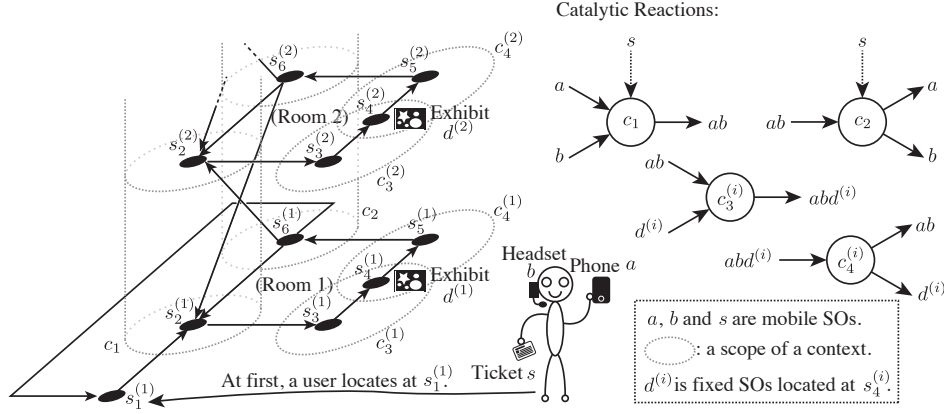 Catalytic Reactions:
s
a
c₁
ab
b
s
ab
c₂
a
b
ab
c₃⁽ⁱ⁾
abd⁽ⁱ⁾
d⁽ⁱ⁾
abd⁽ⁱ⁾
c₄⁽ⁱ⁾
ab
d⁽ⁱ⁾
s₆⁽²⁾
s₅⁽²⁾
c₄⁽²⁾
(Room 2)
s₄⁽²⁾
Exhibit
d⁽²⁾
s₂⁽²⁾
s₃⁽²⁾
c₃⁽²⁾
c₂
s₆⁽¹⁾
s₅⁽¹⁾
c₄⁽¹⁾
(Room 1)
s₄⁽¹⁾
Exhibit
d⁽¹⁾
s₂⁽¹⁾
s₃⁽¹⁾
c₃⁽¹⁾
c₁
s₁⁽¹⁾
At first, a user locates at s₁⁽¹⁾.
Headset
b
Phone a
Ticket s
a, b and s are mobile SOs.
: a scope of a context.
d⁽ⁱ⁾is fixed SOs located at s₄⁽ⁱ⁾.